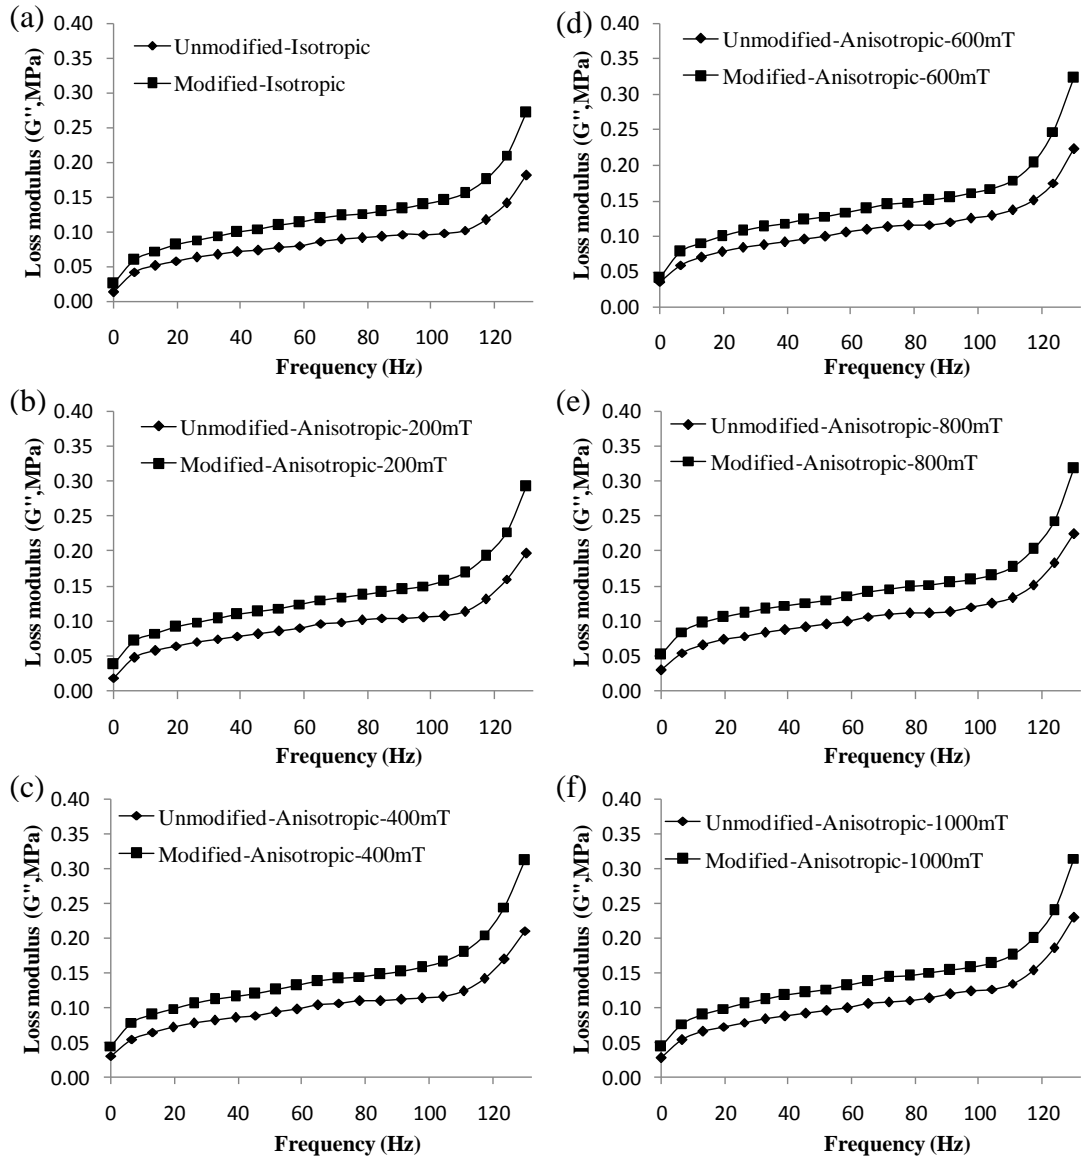 (a)
0.40
0.35
0.30
0.25
0.20
0.15
0.10
0.05
0.00
Loss modulus (G'',MPa)
Unmodified-Isotropic
Modified-Isotropic
0 20 40 60 80 100 120
Frequency (Hz)
(b)
0.40
0.35
0.30
0.25
0.20
0.15
0.10
0.05
0.00
Loss modulus (G'',MPa)
Unmodified-Anisotropic-200mT
Modified-Anisotropic-200mT
0 20 40 60 80 100 120
Frequency (Hz)
(c)
0.40
0.35
0.30
0.25
0.20
0.15
0.10
0.05
0.00
Loss modulus (G'',MPa)
Unmodified-Anisotropic-400mT
Modified-Anisotropic-400mT
0 20 40 60 80 100 120
Frequency (Hz)
(d)
0.40
0.35
0.30
0.25
0.20
0.15
0.10
0.05
0.00
Loss modulus (G'',MPa)
Unmodified-Anisotropic-600mT
Modified-Anisotropic-600mT
0 20 40 60 80 100 120
Frequency (Hz)
(e)
0.40
0.35
0.30
0.25
0.20
0.15
0.10
0.05
0.00
Loss modulus (G'',MPa)
Unmodified-Anisotropic-800mT
Modified-Anisotropic-800mT
0 20 40 60 80 100 120
Frequency (Hz)
(f)
0.40
0.35
0.30
0.25
0.20
0.15
0.10
0.05
0.00
Loss modulus (G'',MPa)
Unmodified-Anisotropic-1000mT
Modified-Anisotropic-1000mT
0 20 40 60 80 100 120
Frequency (Hz)